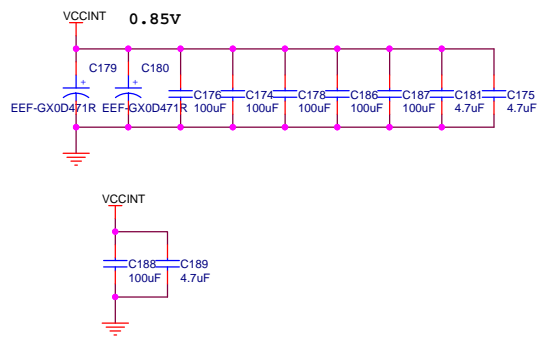 VCCINT 0.85V
C179 C180
C176 C174 C178 C186 C187 C181 C175
EEF-GX0D471R EEF-GX0D471R 100uF 100uF 100uF 100uF 100uF 4.7uF 4.7uF
VCCINT
C188 C189
100uF 4.7uF